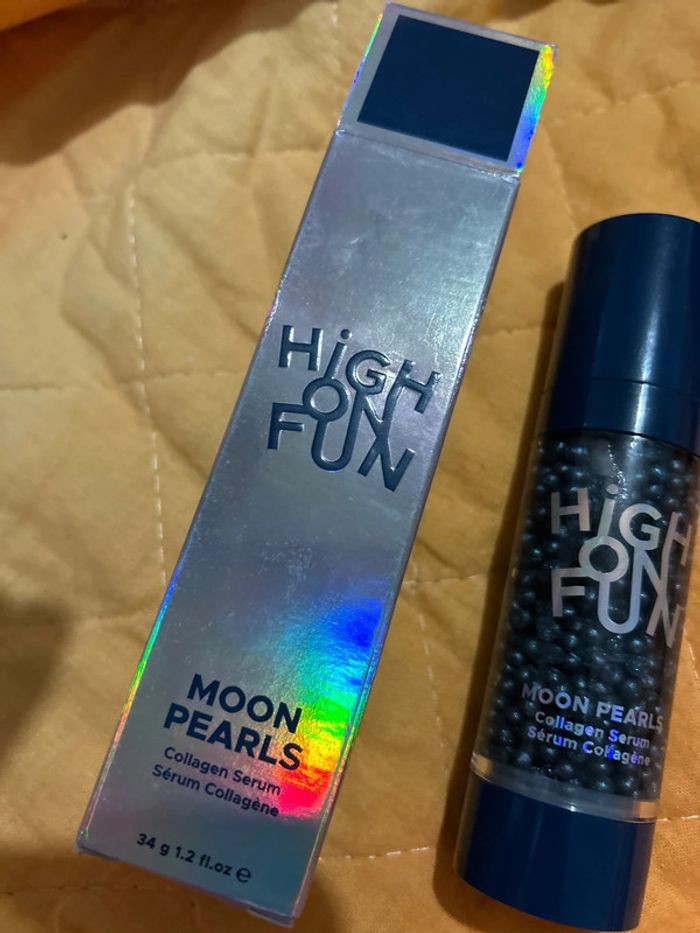 HiGH
ON
FUN
MOON
PEARLS
Collagen Serum
Sérum Collagène
34 g 1.2 fl.oz ℮
HiGH
ON
FUN
MOON PEARLS
Collagen Serum
Sérum Collagène